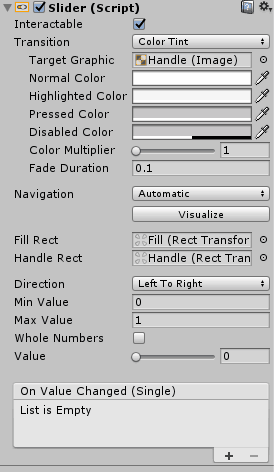 Slider (Script)
Interactable
Transition Color Tint
Target Graphic Handle (Image)
Normal Color
Highlighted Color
Pressed Color
Disabled Color
Color Multiplier 1
Fade Duration 0.1
Navigation Automatic
Visualize
Fill Rect Fill (Rect Transfor
Handle Rect Handle (Rect Tran
Direction Left To Right
Min Value 0
Max Value 1
Whole Numbers
Value 0
On Value Changed (Single)
List is Empty